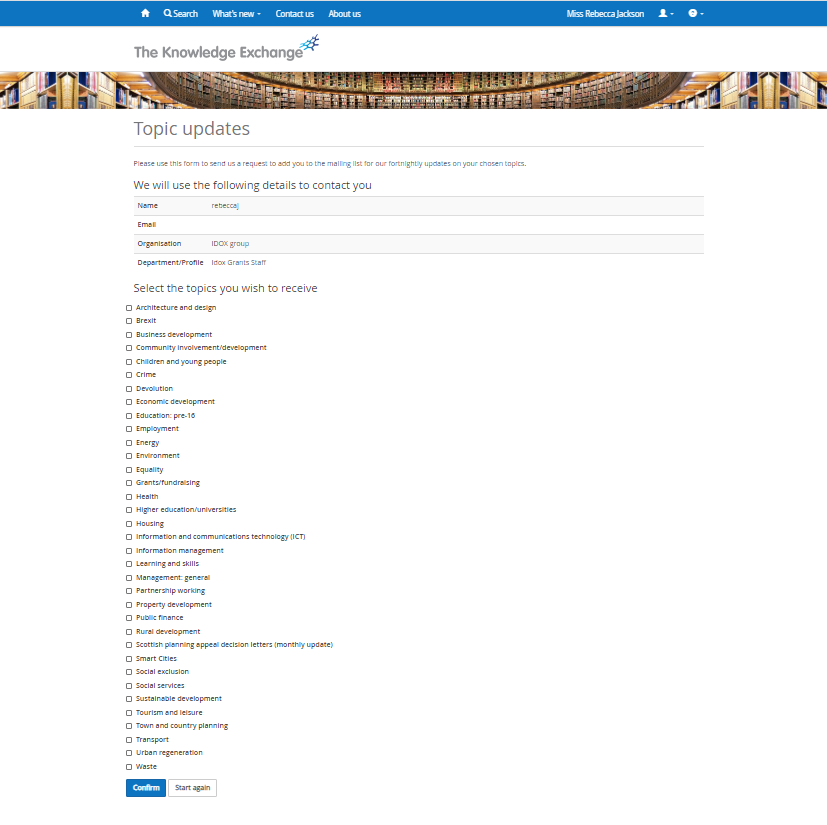 Search What's new Contact us About us Miss Rebecca Jackson
The Knowledge Exchange
Topic updates
Please use this form to send us a request to add you to the mailing list for our fortnightly updates on your chosen topics.
We will use the following details to contact you
Name rebeccaj
Email
Organisation IDOX group
Department/Profile Idox Grants Staff
Select the topics you wish to receive
Architecture and design
Brexit
Business development
Community involvement/development
Children and young people
Crime
Devolution
Economic development
Education: pre-16
Employment
Energy
Environment
Equality
Grants/fundraising
Health
Higher education/universities
Housing
Information and communications technology (ICT)
Information management
Learning and skills
Management: general
Partnership working
Property development
Public finance
Rural development
Scottish planning appeal decision letters (monthly update)
Smart Cities
Social exclusion
Social services
Sustainable development
Tourism and leisure
Town and country planning
Transport
Urban regeneration
Waste
Confirm Start again